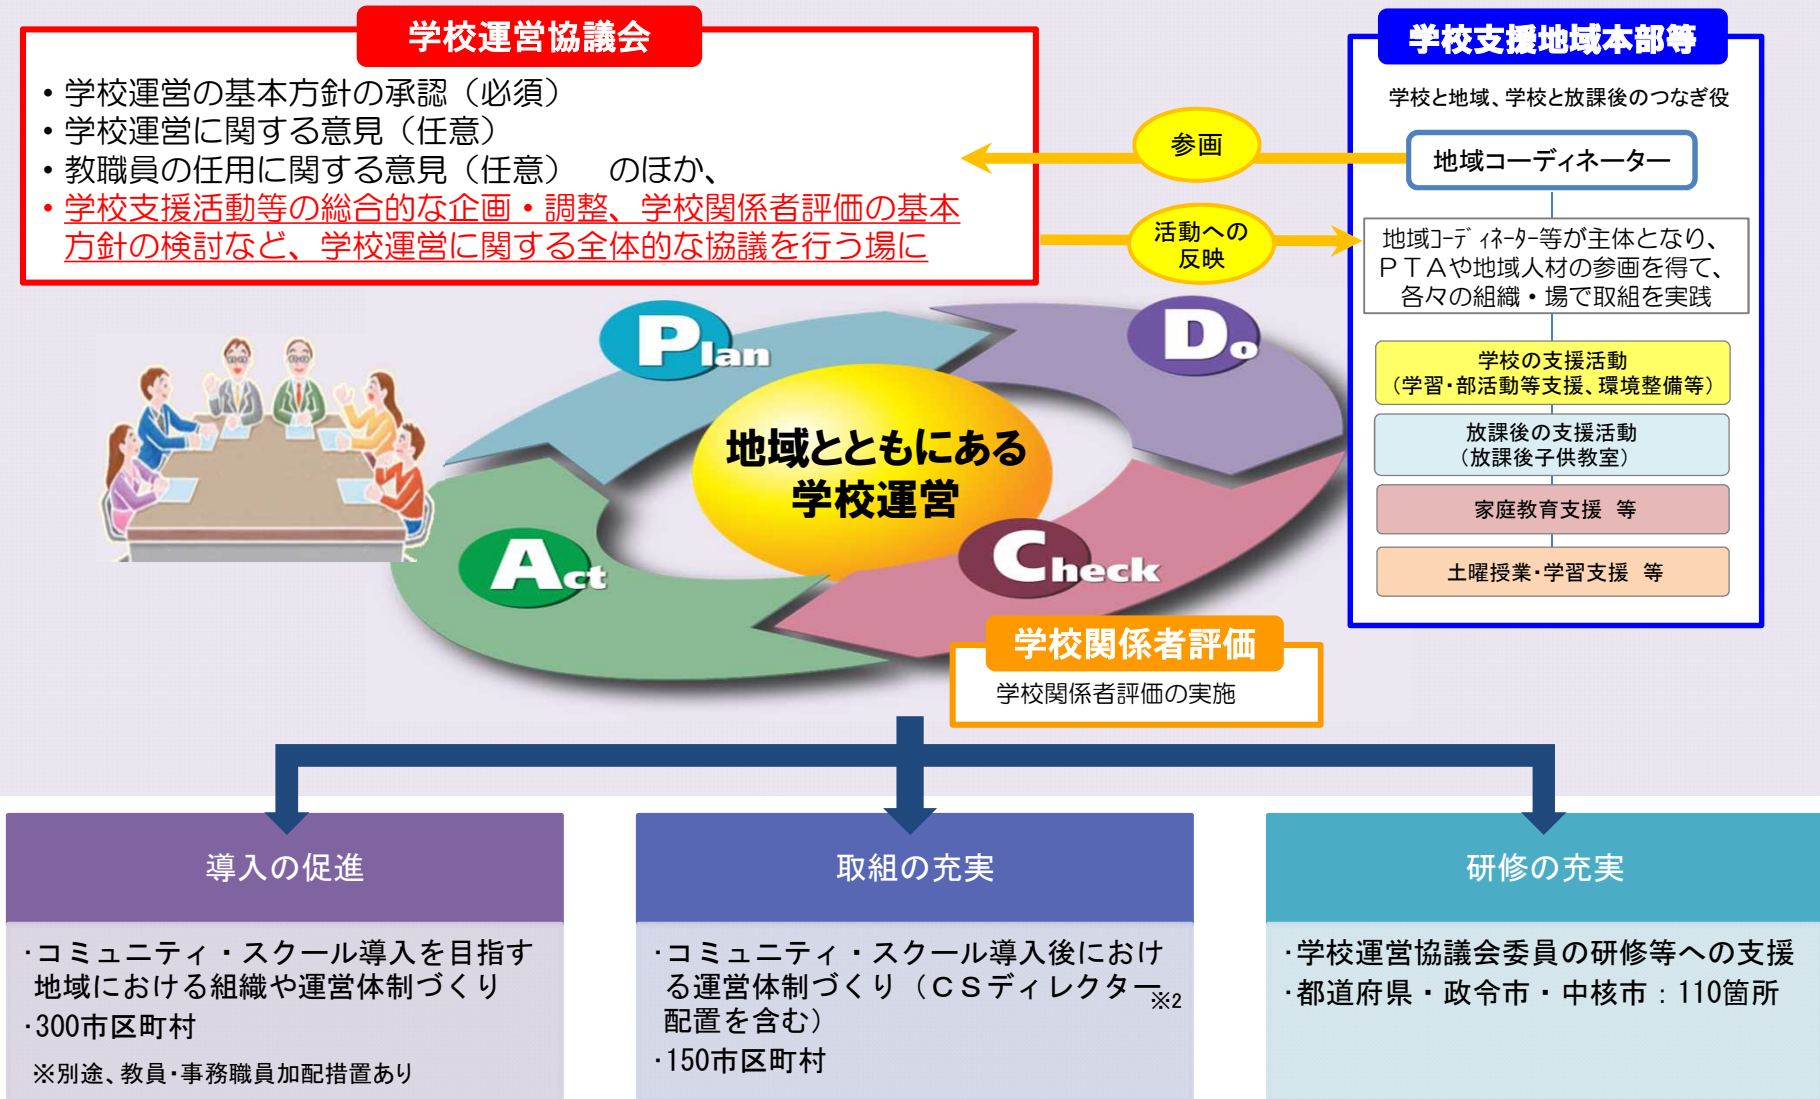 学校運営協議会
・学校運営の基本方針の承認（必須）
・学校運営に関する意見（任意）
・教職員の任用に関する意見（任意）　のほか、
・学校支援活動等の総合的な企画・調整、学校関係者評価の基本
方針の検討など、学校運営に関する全体的な協議を行う場に
参画
活動への
反映
学校支援地域本部等
学校と地域、学校と放課後のつなぎ役
地域コーディネーター
地域ｺｰﾃﾞｨﾈｰﾀｰ等が主体となり、
ＰＴＡや地域人材の参画を得て、
各々の組織・場で取組を実践
学校の支援活動
（学習・部活動等支援、環境整備等）
放課後の支援活動
（放課後子供教室）
家庭教育支援 等
土曜授業・学習支援 等
Plan
Do
地域とともにある
学校運営
Act
Check
学校関係者評価
学校関係者評価の実施
導入の促進
・コミュニティ・スクール導入を目指す
地域における組織や運営体制づくり
・300市区町村
※別途、教員・事務職員加配措置あり
取組の充実
・コミュニティ・スクール導入後におけ
る運営体制づくり（ＣＳディレクター※2
配置を含む）
・150市区町村
研修の充実
・学校運営協議会委員の研修等への支援
・都道府県・政令市・中核市：110箇所